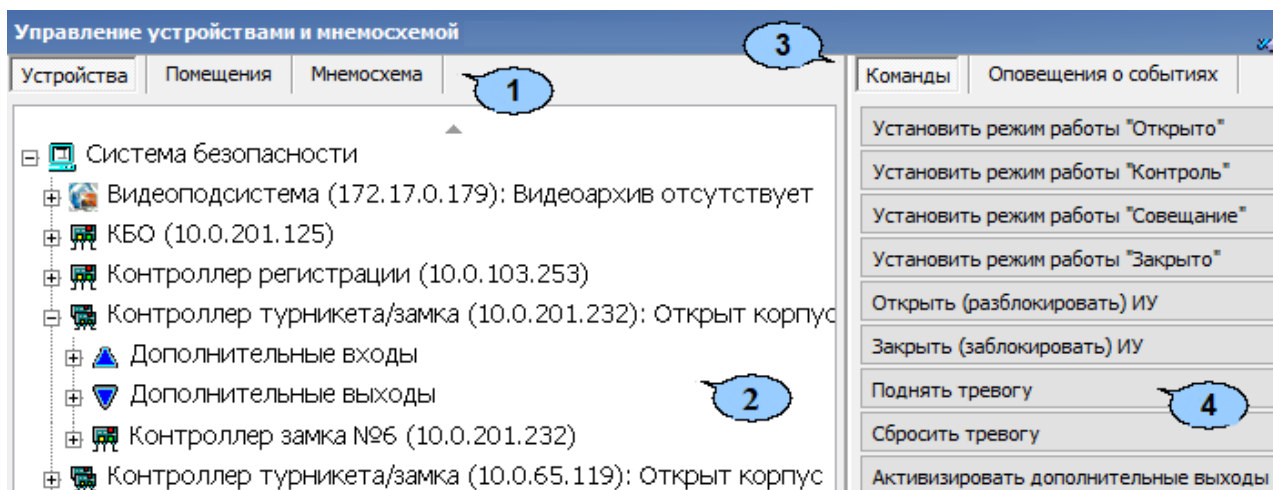 Управление устройствами и мнемосхемой
3
Устройства Помещения Мнемосхема
1
Команды Оповещения о событиях
Система безопасности
Видеоподсистема (172.17.0.179): Видеоархив отсутствует
КБО (10.0.201.125)
Контроллер регистрации (10.0.103.253)
Контроллер турникета/замка (10.0.201.232): Открыт корпус
Дополнительные входы
Дополнительные выходы
2
Контроллер замка №6 (10.0.201.232)
Контроллер турникета/замка (10.0.65.119): Открыт корпус
Установить режим работы "Открыто"
Установить режим работы "Контроль"
Установить режим работы "Совещание"
Установить режим работы "Закрыто"
Открыть (разблокировать) ИУ
Закрыть (заблокировать) ИУ
Поднять тревогу
4
Сбросить тревогу
Активизировать дополнительные выходы